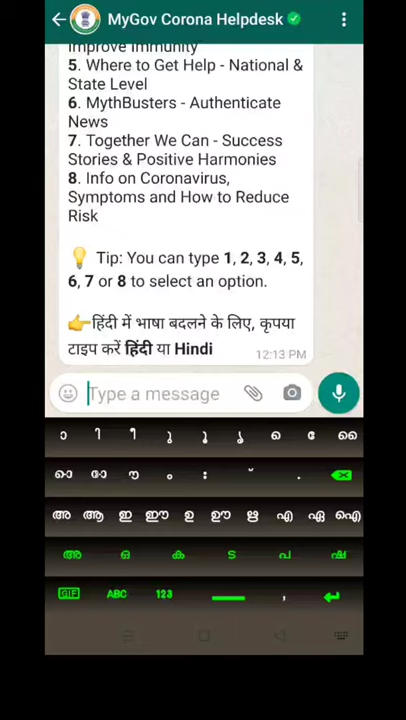 MyGov Corona Helpdesk
Improve Immunity
5. Where to Get Help - National &
State Level
6. MythBusters - Authenticate
News
7. Together We Can - Success
Stories & Positive Harmonies
8. Info on Coronavirus,
Symptoms and How to Reduce
Risk
💡 Tip: You can type 1, 2, 3, 4, 5,
6, 7 or 8 to select an option.
👉हिंदी में भाषा बदलने के लिए, कृपया
टाइप करें हिंदी या Hindi
12:13 PM
Type a message
ാ ി ീ ു ൂ ൃ െ േ ൈ
ഓ ഠ ൗ ം ഃ ് .
അ ആ ഇ ഈ ഉ ഊ ഋ എ ഏ ഐ
അ ഒ ക ട പ ഷ
GIF ABC 123 ,